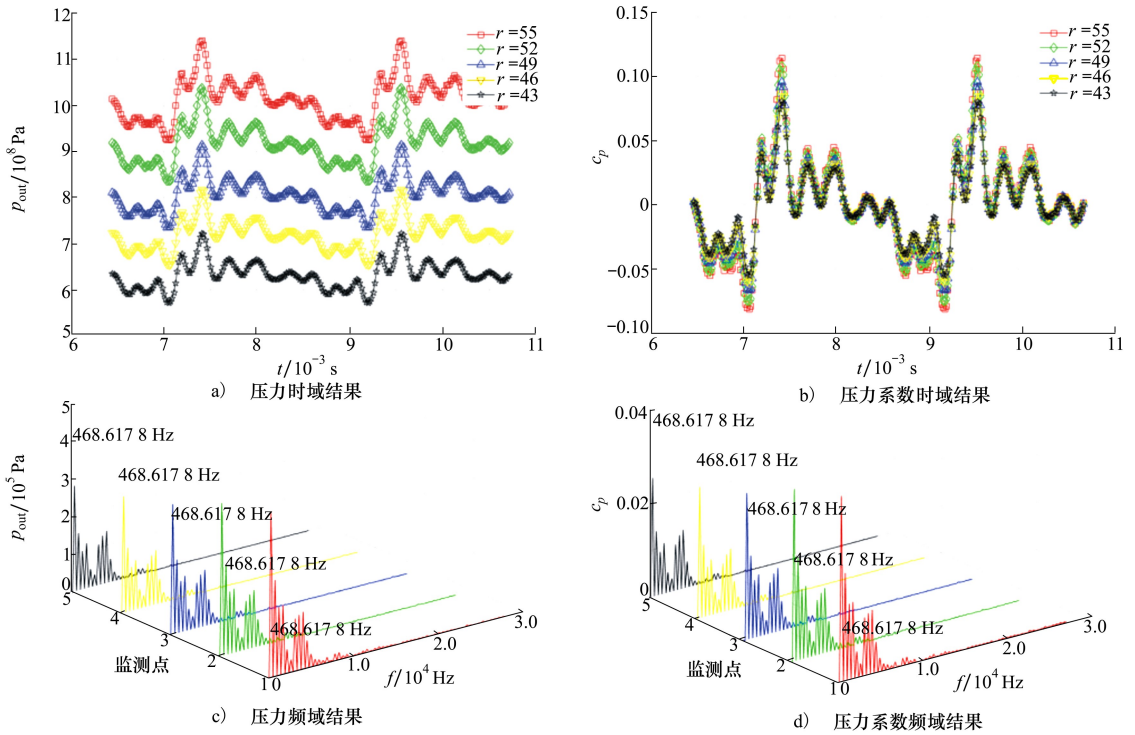 12
11
10
9
8
7
6
5
p_out/10^8 Pa
r =55
r =52
r =49
r =46
r =43
6 7 8 9 10 11
t/10^-3 s
a) 压力时域结果
0.15
0.10
0.05
0
−0.05
−0.10
c_p
r =55
r =52
r =49
r =46
r =43
6 7 8 9 10 11
t/10^-3 s
b) 压力系数时域结果
5
4
3
2
1
0
p_out/10^5 Pa
468.617 8 Hz
468.617 8 Hz
468.617 8 Hz
468.617 8 Hz
468.617 8 Hz
5
4
3
2
1
监测点
0
1.0
2.0
3.0
f/10^4 Hz
c) 压力频域结果
0.04
0.02
0
c_p
468.617 8 Hz
468.617 8 Hz
468.617 8 Hz
468.617 8 Hz
468.617 8 Hz
5
4
3
2
1
监测点
0
1.0
2.0
3.0
f/10^4 Hz
d) 压力系数频域结果